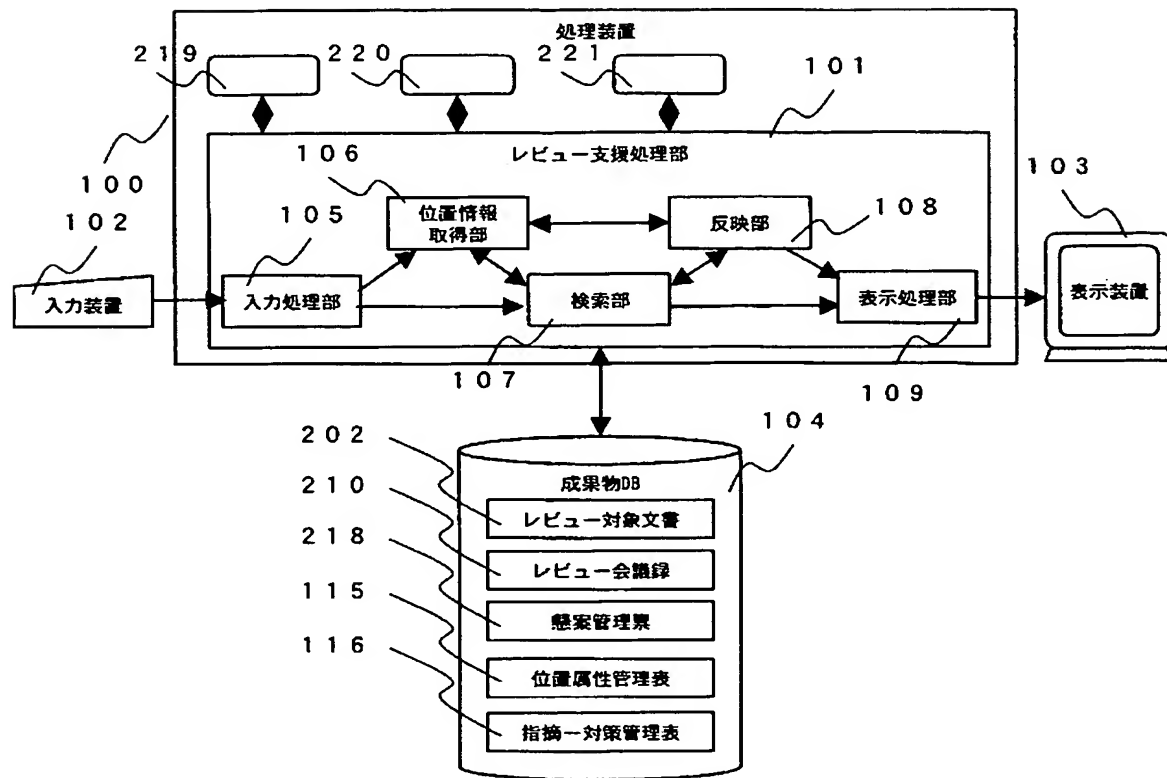 処理装置
219
220
221
101
106
レビュー支援処理部
100
103
102
105
位置情報
取得部
反映部
108
入力装置
入力処理部
検索部
表示処理部
表示装置
107
109
202
104
210
成果物DB
218
レビュー対象文書
115
レビュー会議録
116
懸案管理票
位置属性管理表
指摘ー対策管理表